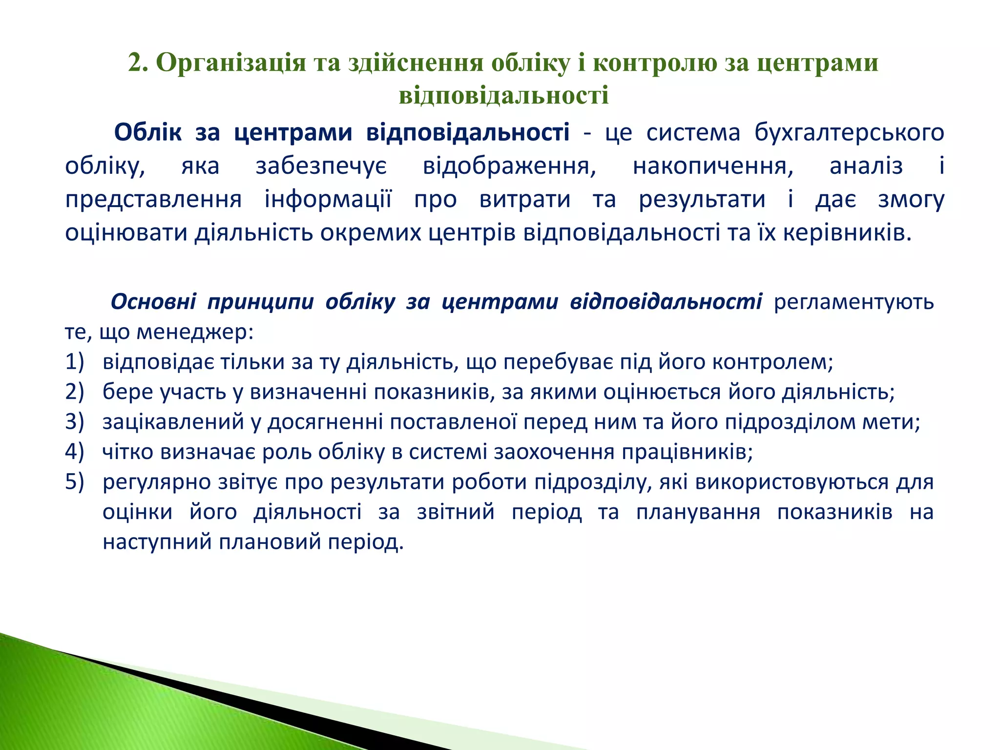 2. Організація та здійснення обліку і контролю за центрами
відповідальності
Облік за центрами відповідальності - це система бухгалтерського
обліку, яка забезпечує відображення, накопичення, аналіз і
представлення інформації про витрати та результати і дає змогу
оцінювати діяльність окремих центрів відповідальності та їх керівників.
Основні принципи обліку за центрами відповідальності регламентують
те, що менеджер:
1) відповідає тільки за ту діяльність, що перебуває під його контролем;
2) бере участь у визначенні показників, за якими оцінюється його діяльність;
3) зацікавлений у досягненні поставленої перед ним та його підрозділом мети;
4) чітко визначає роль обліку в системі заохочення працівників;
5) регулярно звітує про результати роботи підрозділу, які використовуються для
оцінки його діяльності за звітний період та планування показників на
наступний плановий період.